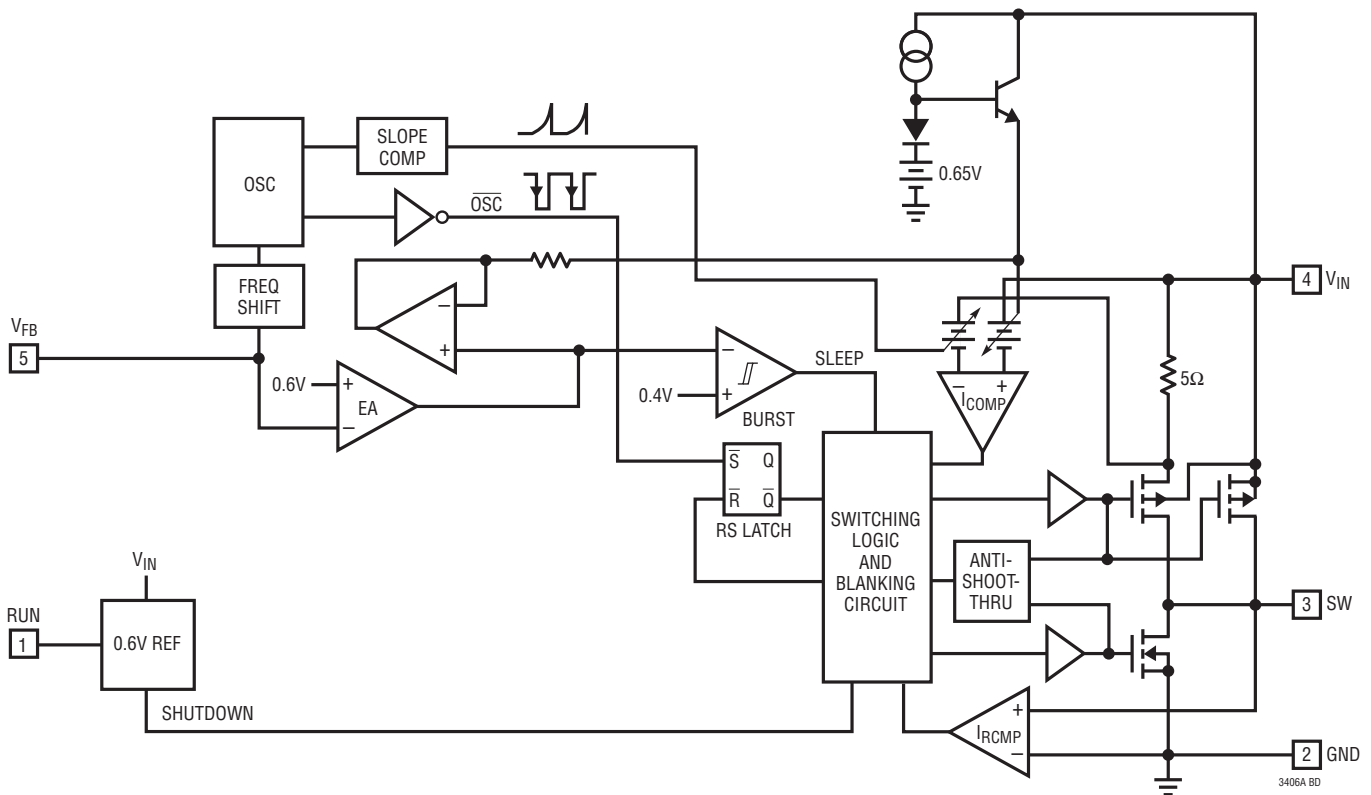 OSC
SLOPE
COMP
OSC
FREQ
SHIFT
VFB
5
0.6V
+
EA
−
−
+
0.65V
−
0.4V
+
BURST
SLEEP
−
+
ICOMP
4
VIN
5Ω
S Q
R Q
RS LATCH
SWITCHING
LOGIC
AND
BLANKING
CIRCUIT
ANTI-
SHOOT-
THRU
3
SW
VIN
RUN
1
0.6V REF
SHUTDOWN
+
IRCMP
−
2
GND
3406A BD